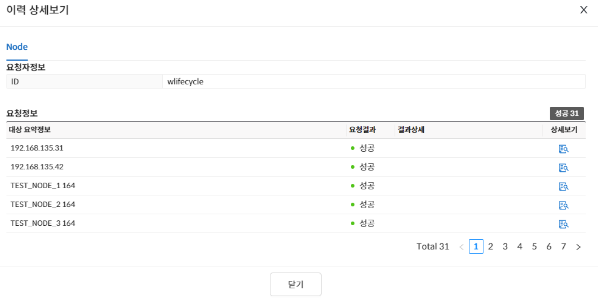 이력 상세보기
Node
요청자정보
ID wlifecycle
요청정보 성공 31
대상 요약정보 요청결과 결과상세 상세보기
192.168.135.31 성공
192.168.135.42 성공
TEST_NODE_1 164 성공
TEST_NODE_2 164 성공
TEST_NODE_3 164 성공
Total 31 < 1 2 3 4 5 6 7 >
닫기